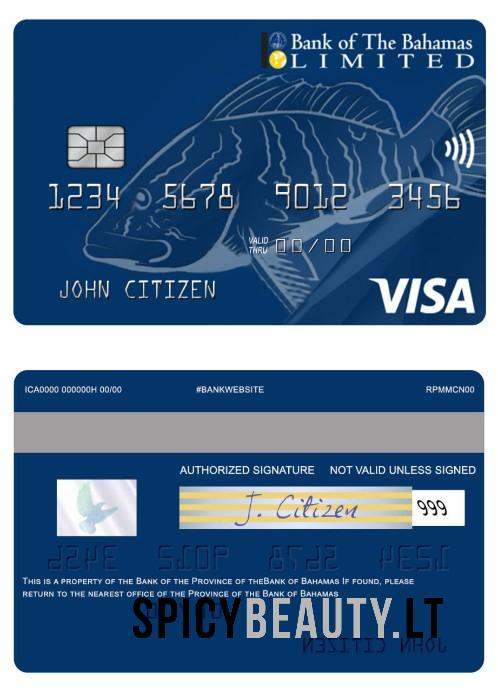 Bank of The Bahamas
LIMITED
1234 5678 9012 3456
VALID THRU 00/00
JOHN CITIZEN
VISA
ICA0000 000000H 00/00 #BANKWEBSITE RPMMCN00
AUTHORIZED SIGNATURE NOT VALID UNLESS SIGNED
J. Citizen 999
THIS IS A PROPERTY OF THE BANK OF THE PROVINCE OF THEBANK OF BAHAMAS IF FOUND, PLEASE
RETURN TO THE NEAREST OFFICE OF THE PROVINCE OF THE BANK OF BAHAMAS
SPICYBEAUTY.LT
JOHN CITIZEN